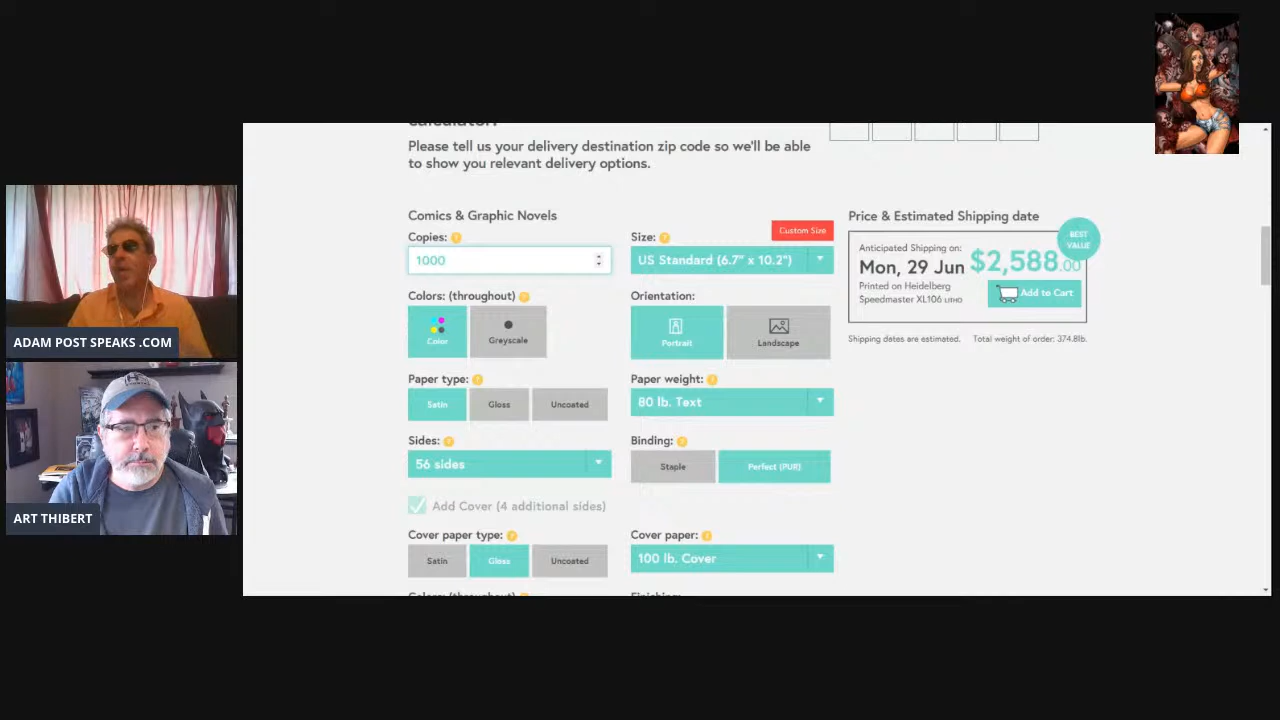 calculator.
Please tell us your delivery destination zip code so we'll be able
to show you relevant delivery options.
Comics & Graphic Novels
Copies: ?
1000
Size: ?
Custom Size
US Standard (6.7" x 10.2")
Colors: (throughout) ?
Color
Greyscale
Orientation:
Portrait
Landscape
Paper type: ?
Satin
Gloss
Uncoated
Paper weight: ?
80 lb. Text
Sides: ?
56 sides
Binding: ?
Staple
Perfect (PUR)
Add Cover (4 additional sides)
Cover paper type: ?
Satin
Gloss
Uncoated
Cover paper: ?
100 lb. Cover
Colors: (throughout)
Finishing:
Price & Estimated Shipping date
BEST
VALUE
Anticipated Shipping on:
Mon, 29 Jun
$2,588.00
Printed on Heidelberg
Speedmaster XL106
Add to Cart
Shipping dates are estimated.
Total weight of order: 374.8lb.
ADAM POST SPEAKS .COM
ART THIBERT